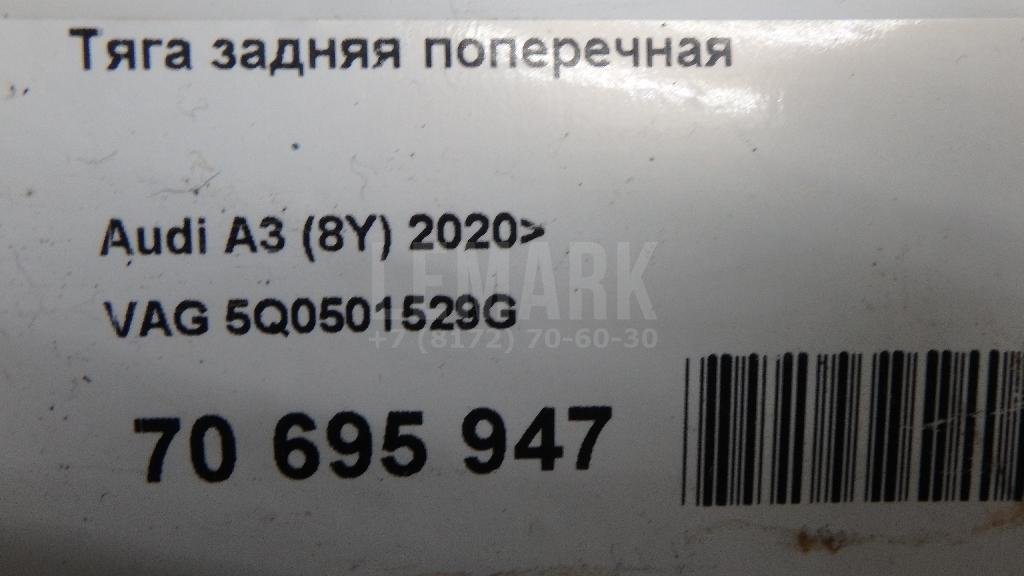 Тяга задняя поперечная
Audi A3 (8Y) 2020>
LEMARK
VAG 5Q0501529G
+7 (8172) 70-60-30
70 695 947